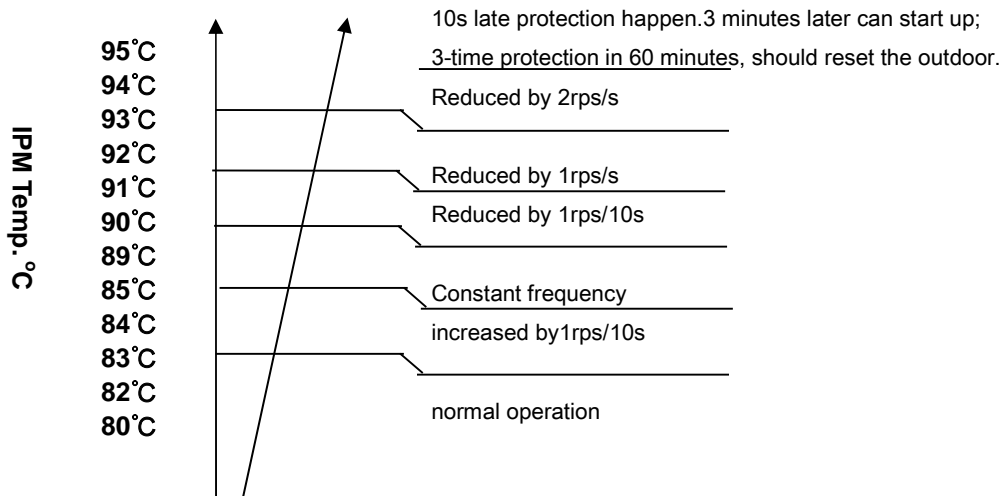 10s late protection happen.3 minutes later can start up;
3-time protection in 60 minutes, should reset the outdoor.
95°C
94°C
93°C
92°C
91°C
90°C
89°C
85°C
84°C
83°C
82°C
80°C
IPM Temp. °C
Reduced by 2rps/s
Reduced by 1rps/s
Reduced by 1rps/10s
Constant frequency
increased by1rps/10s
normal operation